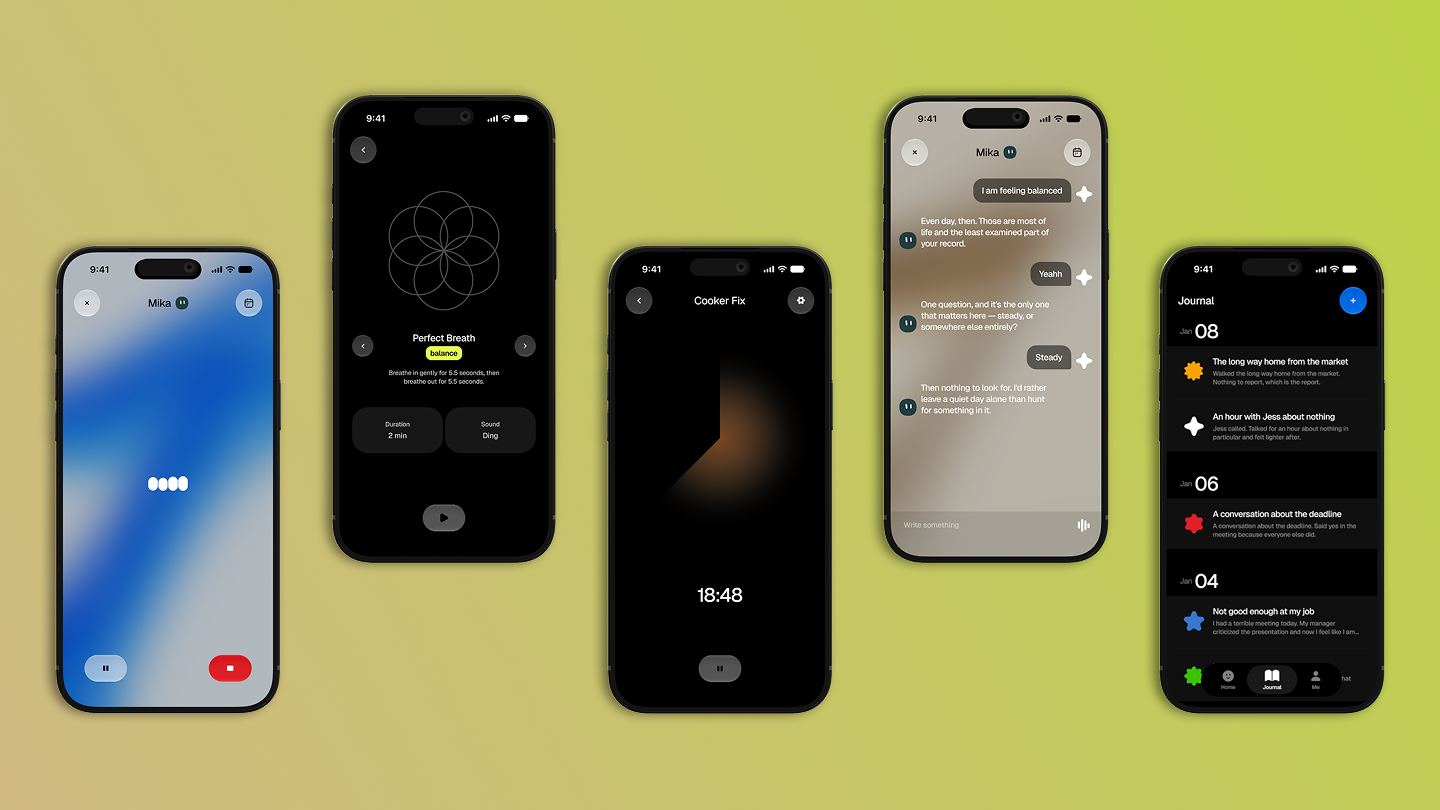 9:41
Mika
9:41
Perfect Breath
balance
Breathe in gently for 5.5 seconds, then
breathe out for 5.5 seconds.
Duration
2 min
Sound
Ding
9:41
Cooker Fix
18:48
9:41
Mika
I am feeling balanced
Even day, then. Those are most of
life and the least examined part of
your record.
Yeahh
One question, and it's the only one
that matters here — steady, or
somewhere else entirely?
Steady
Then nothing to look for. I'd rather
leave a quiet day alone than hunt
for something in it.
Write something
9:41
Journal
Jan 08
The long way home from the market
Walked the long way home from the market.
Nothing to report, which is the report.
An hour with Jess about nothing
Jess called. Talked for an hour about nothing in
particular and felt lighter after.
Jan 06
A conversation about the deadline
A conversation about the deadline. Said yes in the
meeting because everyone else did.
Jan 04
Not good enough at my job
I had a terrible meeting today. My manager
criticized the presentation and now I feel like I am...
hat
Home
Journal
Me